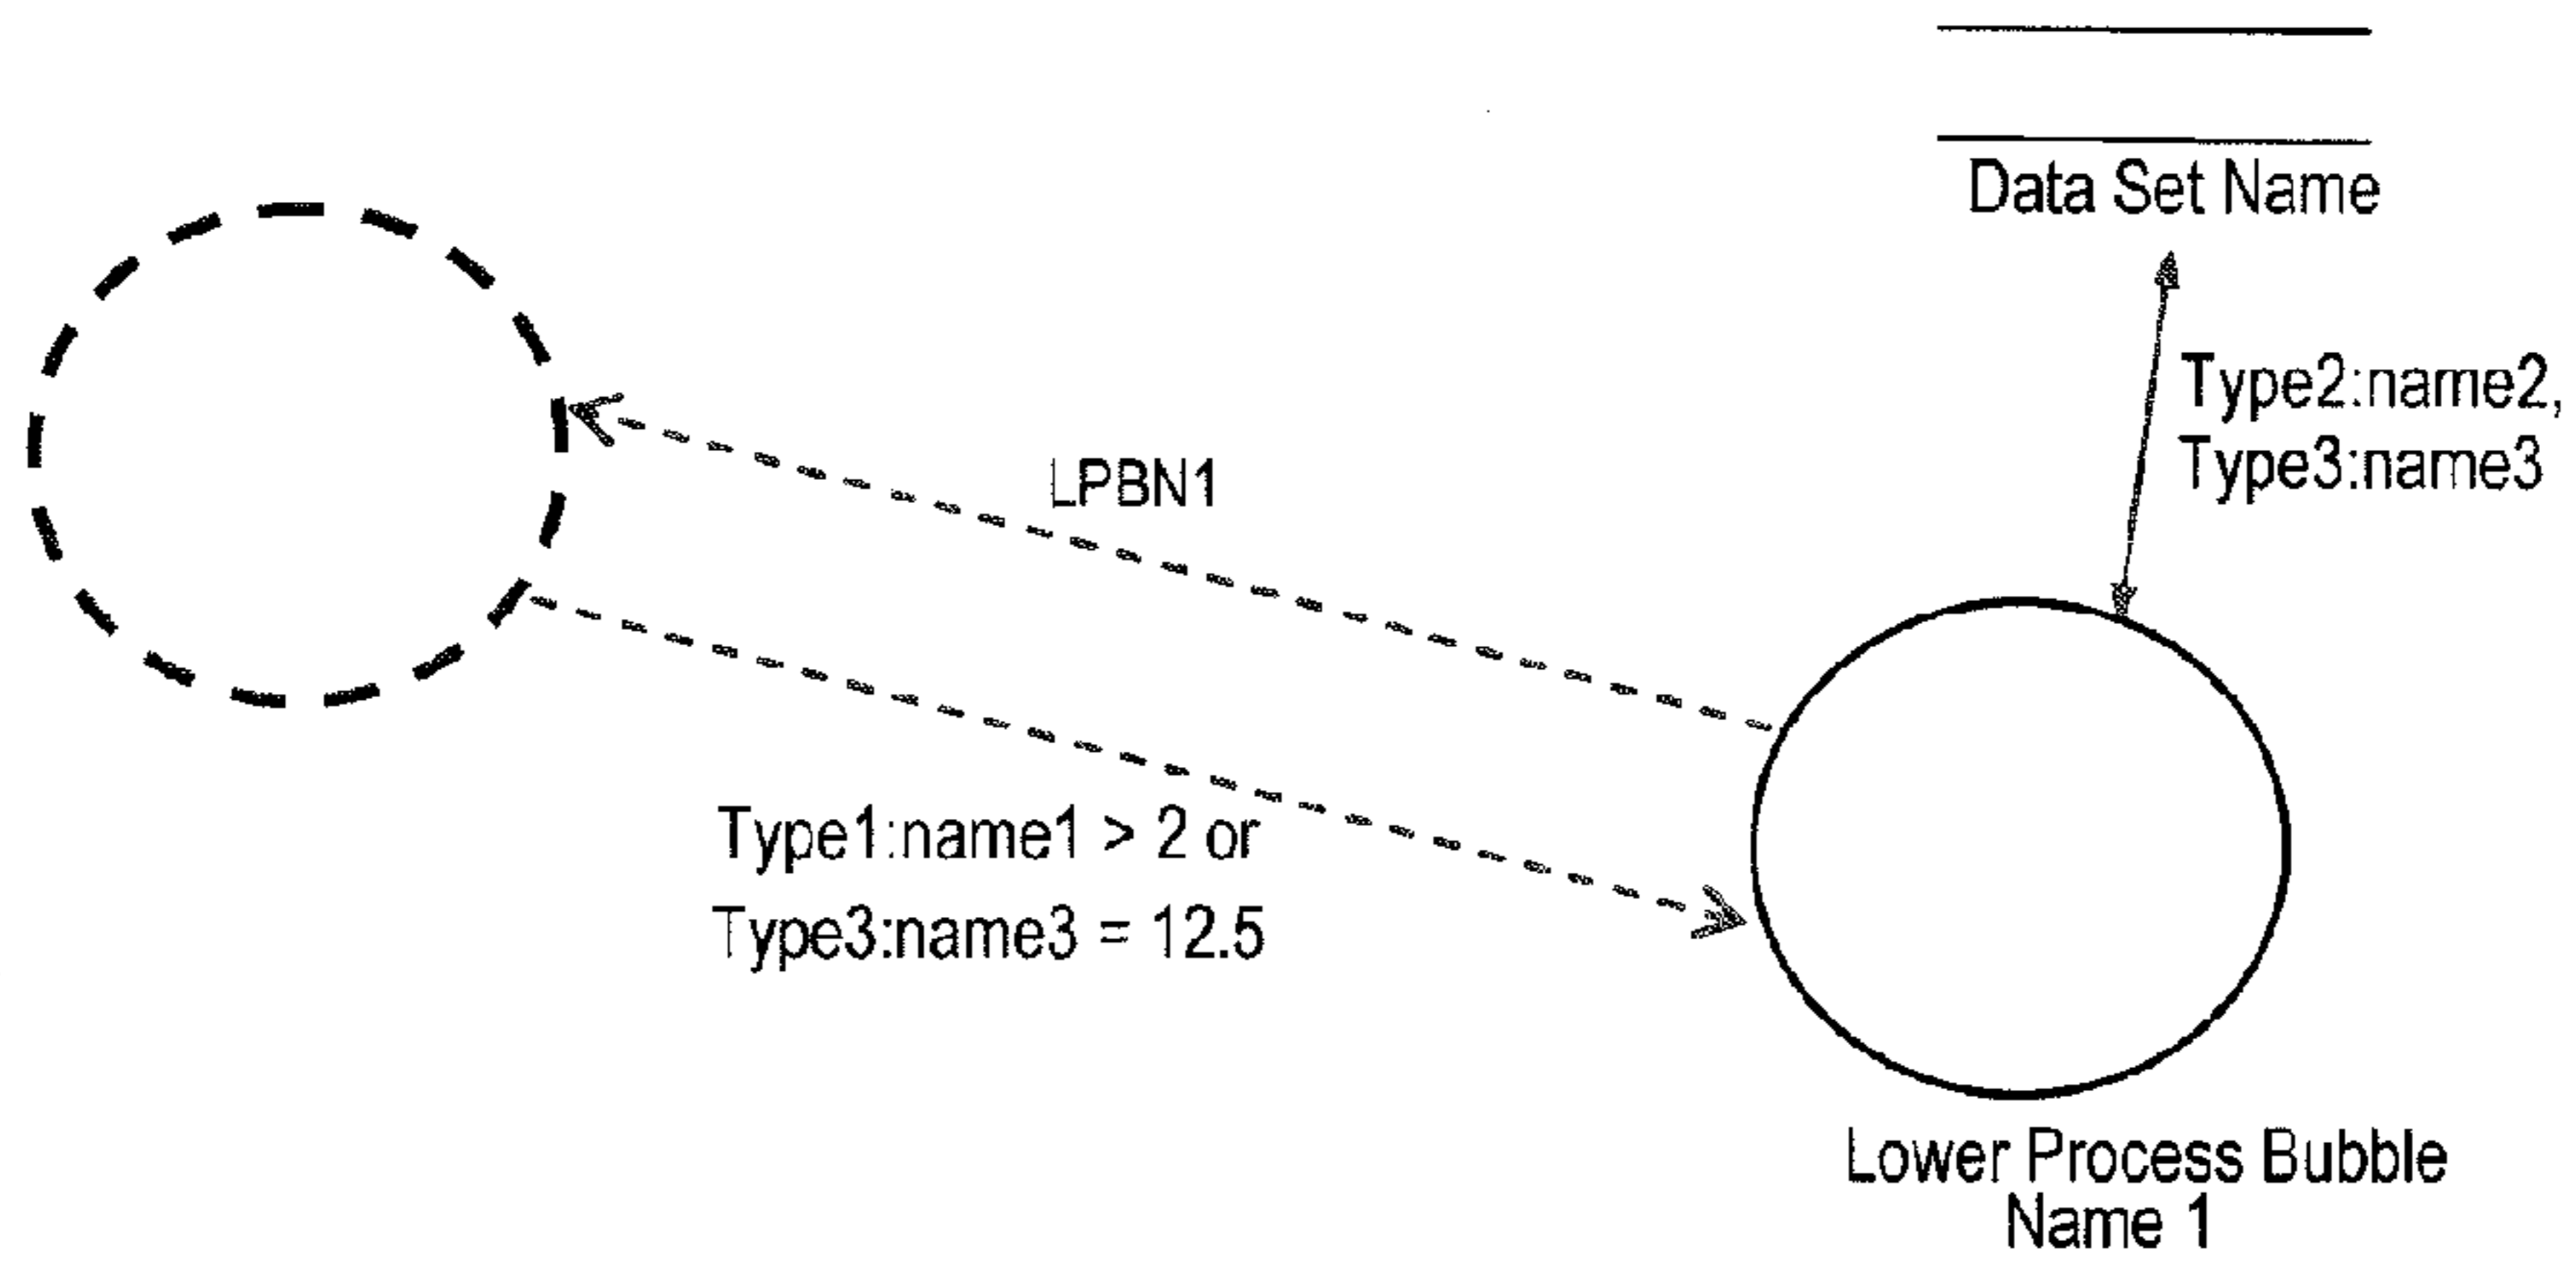 Data Set Name
Type2:name2,
Type3:name3
LPBN1
Type1:name1 > 2 or
Type3:name3 = 12.5
Lower Process Bubble
Name 1